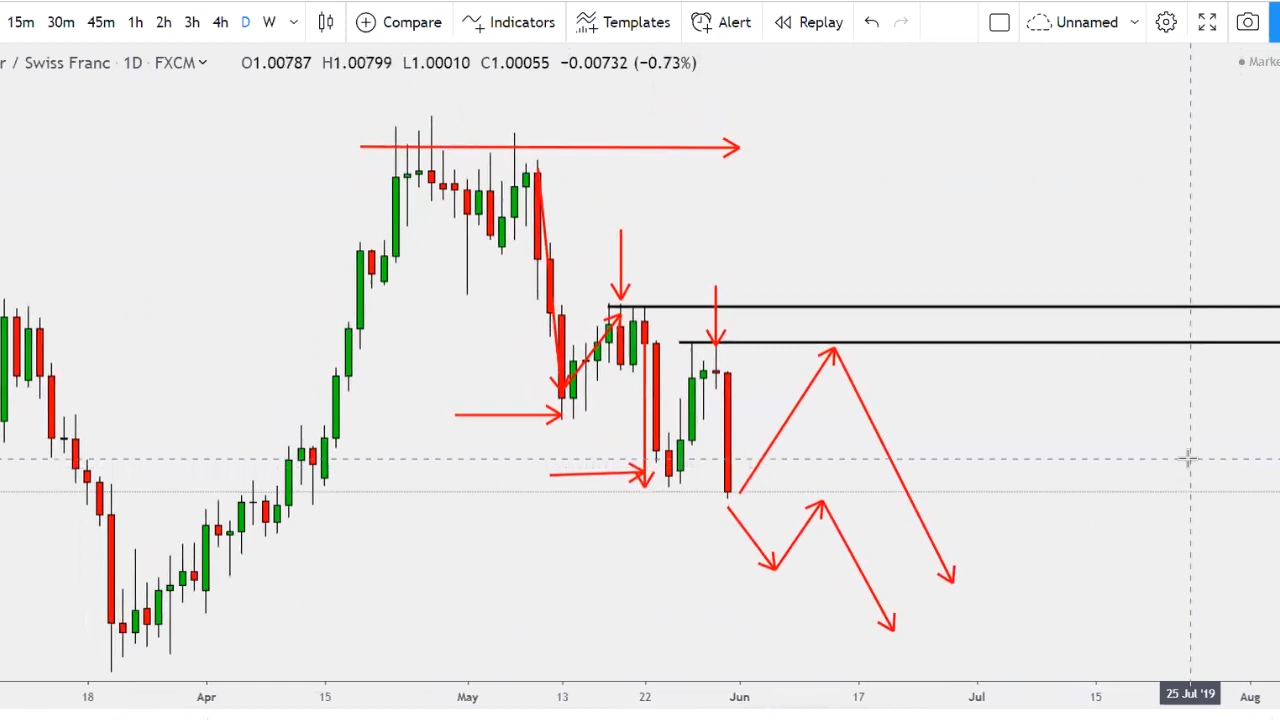 15m 30m 45m 1h 2h 3h 4h D W Compare Indicators Templates Alert Replay Unnamed
r / Swiss Franc · 1D · FXCM O1.00787 H1.00799 L1.00010 C1.00055 −0.00732 (−0.73%) Marke
18 Apr 15 May 13 22 Jun 17 Jul 15 25 Jul '19 Aug